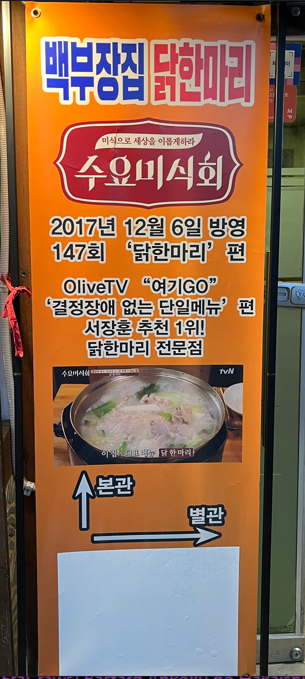 백부장집 닭한마리
미식으로 세상을 이롭게하라
수요미식회
2017년 12월 6일 방영
147회 ‘닭한마리’ 편
OliveTV “여기GO”
‘결정장애 없는 단일메뉴’ 편
서장훈 추천 1위!
닭한마리 전문점
수요미식회
tvN
닭한마리
본관
별관